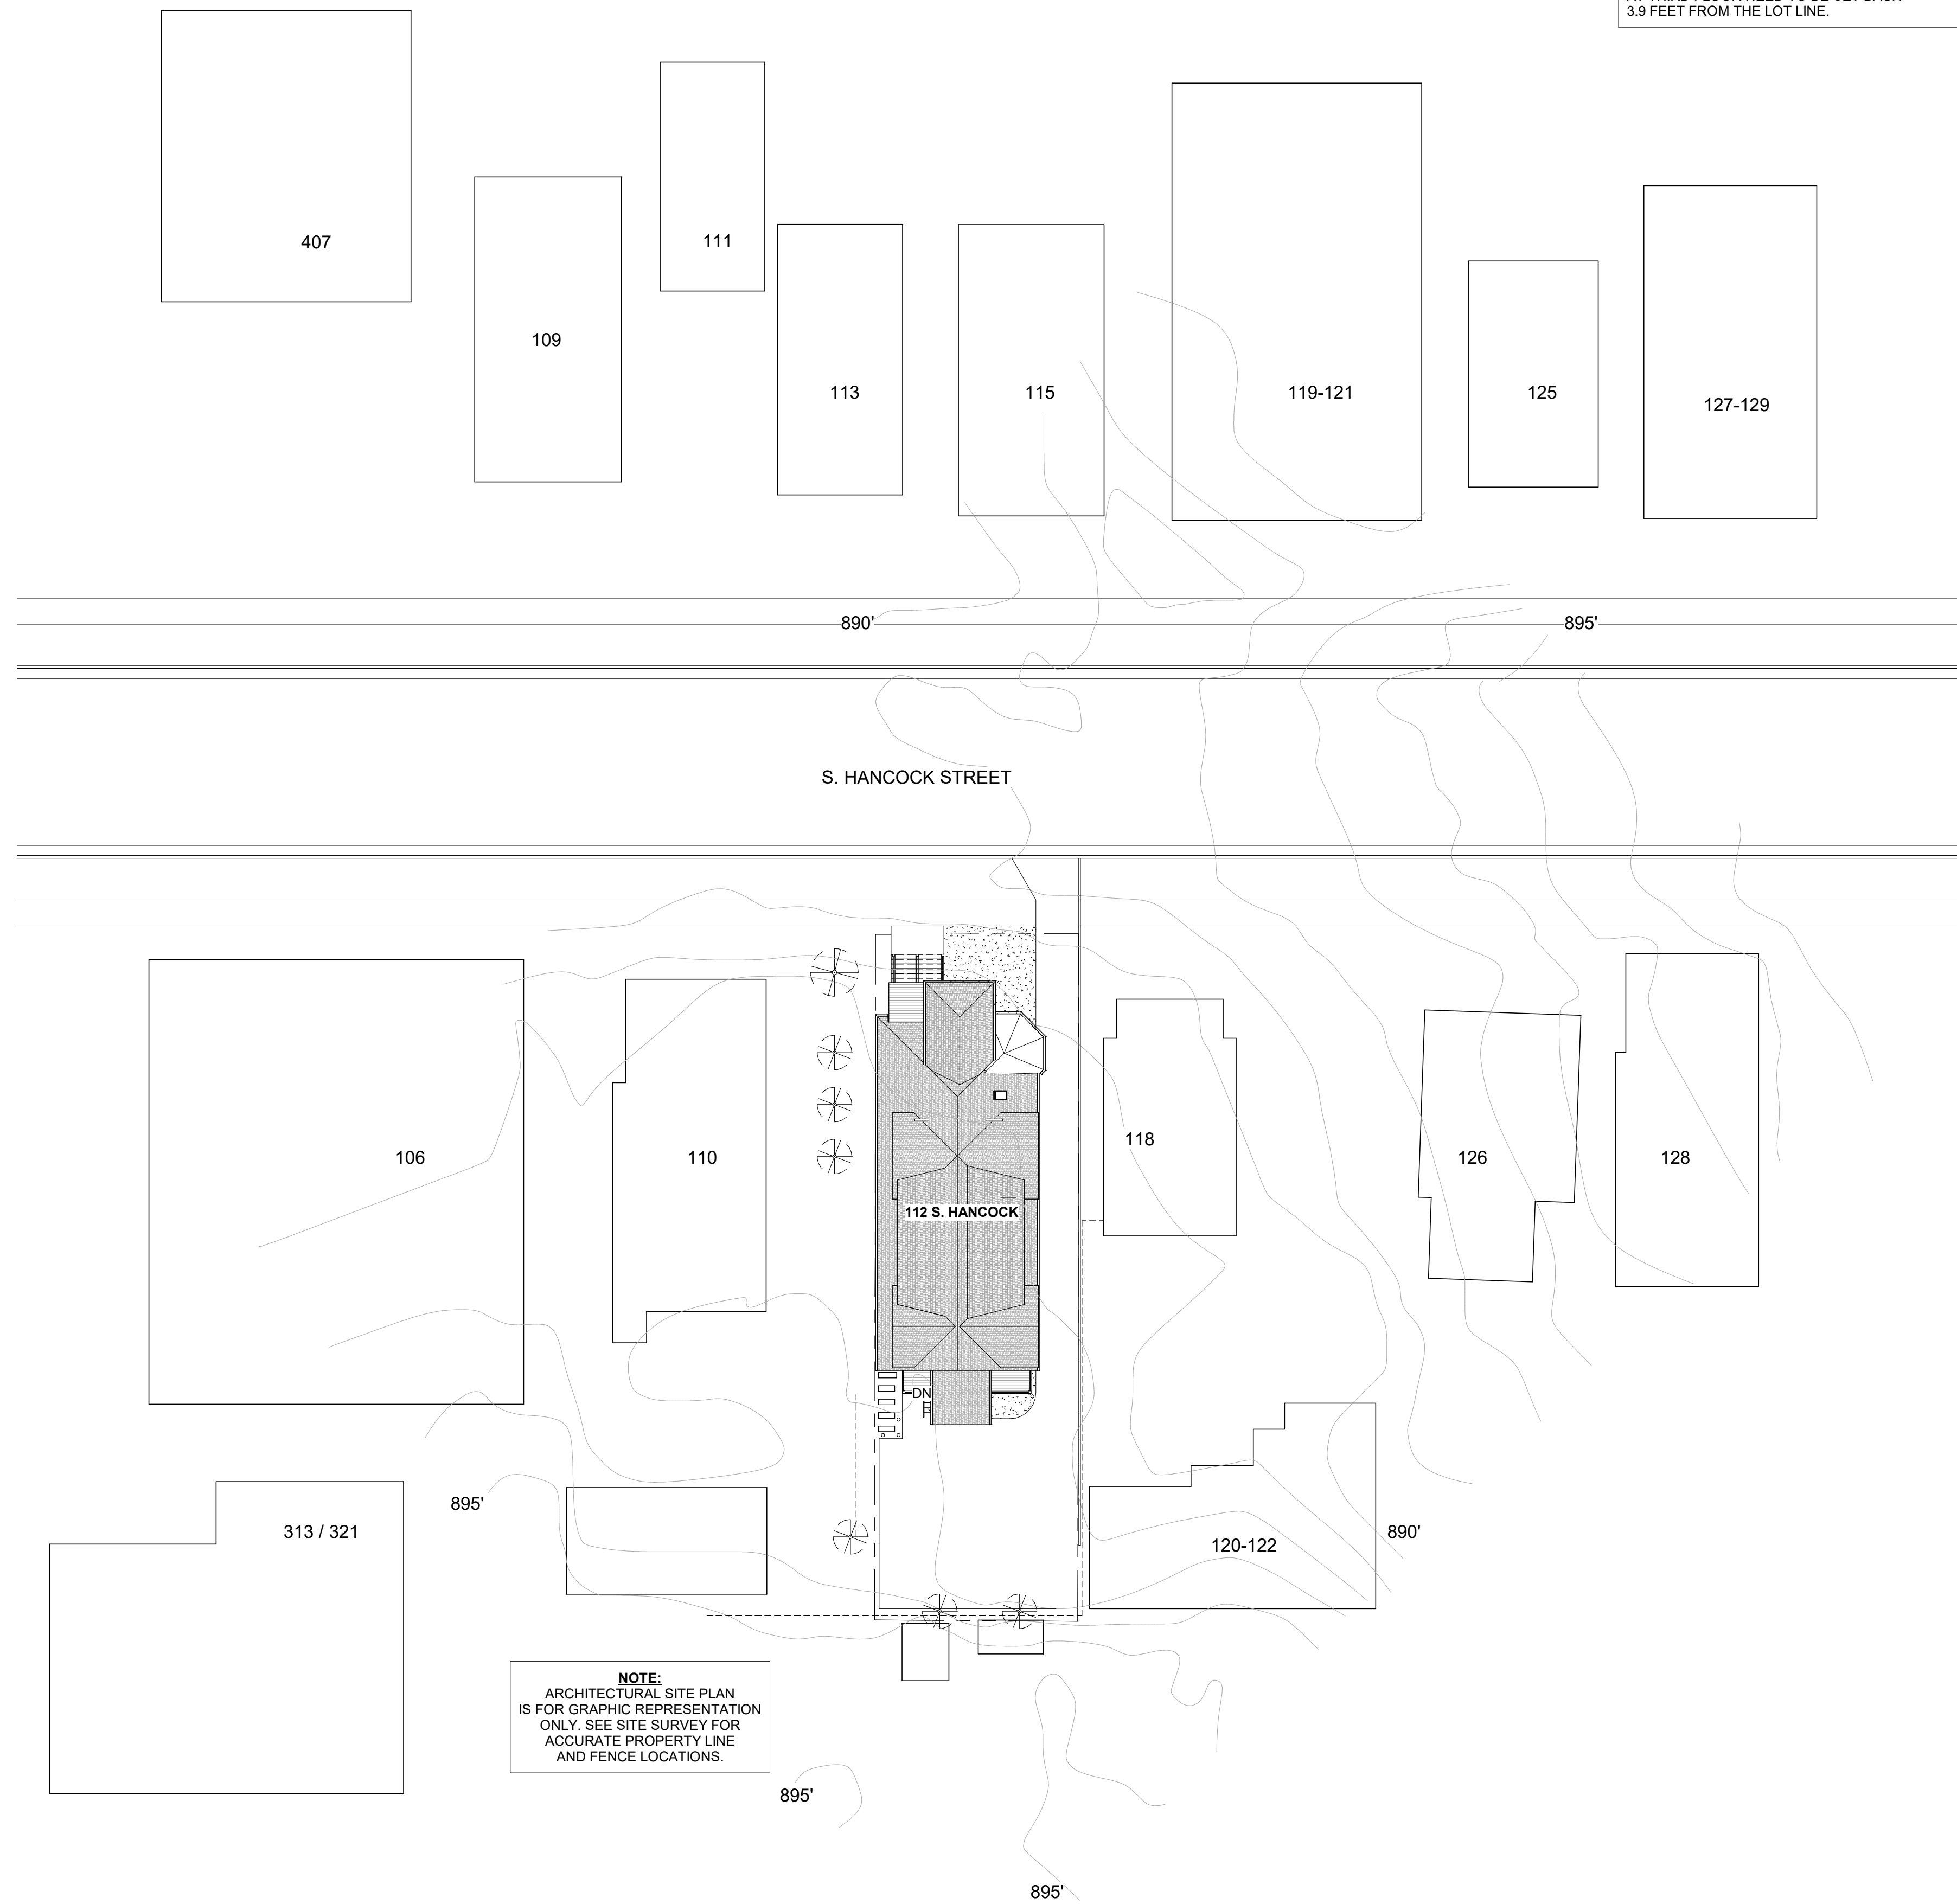 3.9 FEET FROM THE LOT LINE.
407
111
109
113
115
119-121
125
127-129
890'
895'
S. HANCOCK STREET
106
110
118
126
128
112 S. HANCOCK
DN
895'
313 / 321
890'
120-122
NOTE:
ARCHITECTURAL SITE PLAN
IS FOR GRAPHIC REPRESENTATION
ONLY. SEE SITE SURVEY FOR
ACCURATE PROPERTY LINE
AND FENCE LOCATIONS.
895'
895'